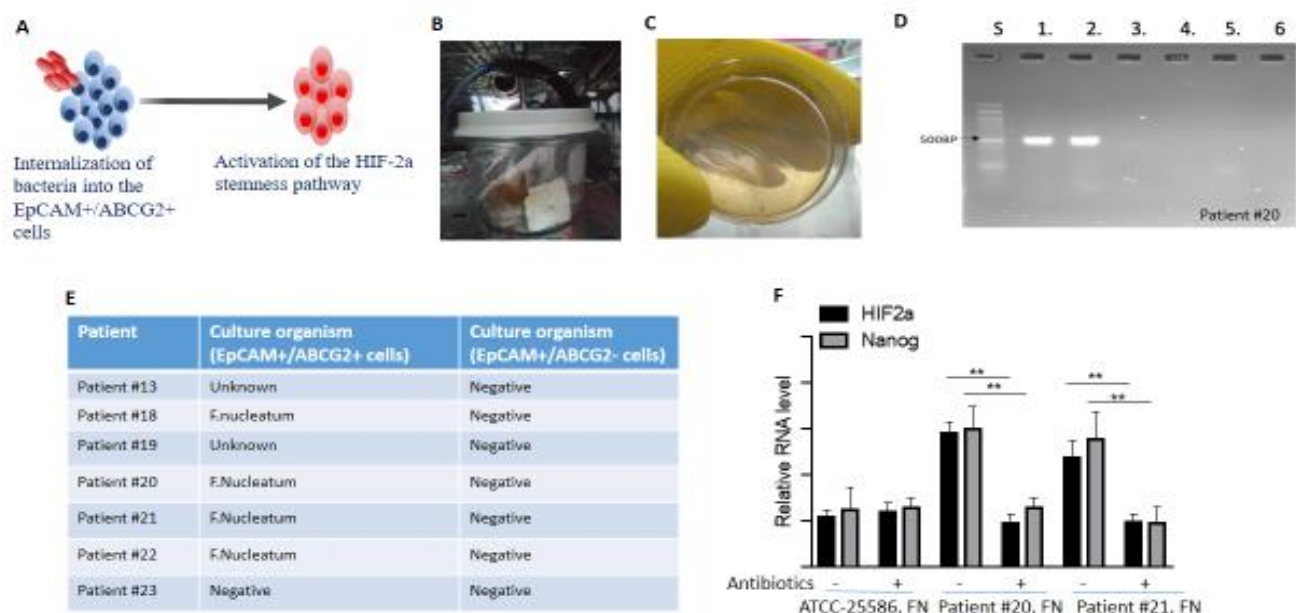 A
Internalization of
bacteria into the
EpCAM+/ABCG2+
cells
Activation of the HIF-2a
stemness pathway
B
C
D
S 1. 2. 3. 4. 5. 6
500BP
Patient #20
E
Patient Culture organism (EpCAM+/ABCG2+ cells) Culture organism (EpCAM+/ABCG2- cells)
Patient #13 Unknown Negative
Patient #18 F.nucleatum Negative
Patient #19 Unknown Negative
Patient #20 F.Nucleatum Negative
Patient #21 F.Nucleatum Negative
Patient #22 F.Nucleatum Negative
Patient #23 Negative Negative
F
HIF2a
Nanog
** ** ** **
Relative RNA level
Antibiotics - + - + - +
ATCC-25586, FN Patient #20, FN Patient #21, FN